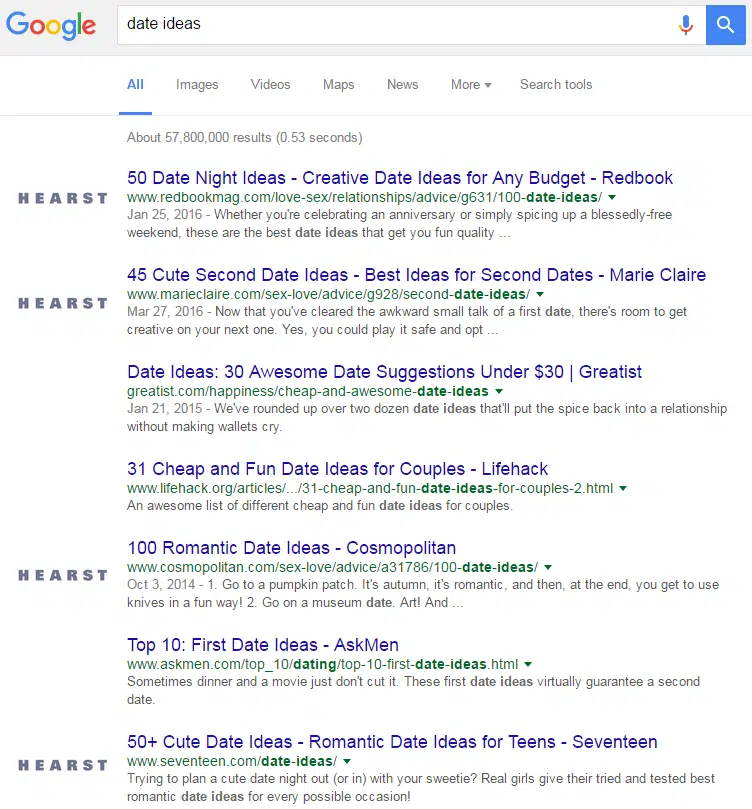 Google date ideas
All Images Videos Maps News More Search tools
About 57,800,000 results (0.53 seconds)
50 Date Night Ideas - Creative Date Ideas for Any Budget - Redbook
HEARST www.redbookmag.com/love-sex/relationships/advice/g631/100-date-ideas/
Jan 25, 2016 - Whether you're celebrating an anniversary or simply spicing up a blessedly-free
weekend, these are the best date ideas that get you fun quality ...
45 Cute Second Date Ideas - Best Ideas for Second Dates - Marie Claire
www.marieclaire.com/sex-love/advice/g928/second-date-ideas/
HEARST Mar 27, 2016 - Now that you've cleared the awkward small talk of a first date, there's room to get
creative on your next one. Yes, you could play it safe and opt ...
Date Ideas: 30 Awesome Date Suggestions Under $30 | Greatist
greatist.com/happiness/cheap-and-awesome-date-ideas
Jan 21, 2015 - We've rounded up over two dozen date ideas that'll put the spice back into a relationship
without making wallets cry.
31 Cheap and Fun Date Ideas for Couples - Lifehack
www.lifehack.org/articles/.../31-cheap-and-fun-date-ideas-for-couples-2.html
An awesome list of different cheap and fun date ideas for couples.
100 Romantic Date Ideas - Cosmopolitan
www.cosmopolitan.com/sex-love/advice/a31786/100-date-ideas/
HEARST Oct 3, 2014 - 1. Go to a pumpkin patch. It's autumn, it's romantic, and then, at the end, you get to use
knives in a fun way! 2. Go on a museum date. Art! And ...
Top 10: First Date Ideas - AskMen
www.askmen.com/top_10/dating/top-10-first-date-ideas.html
Sometimes dinner and a movie just don't cut it. These first date ideas virtually guarantee a second
date.
50+ Cute Date Ideas - Romantic Date Ideas for Teens - Seventeen
HEARST www.seventeen.com/date-ideas/
Trying to plan a cute date night out (or in) with your sweetie? Real girls give their tried and tested best
romantic date ideas for every possible occasion!